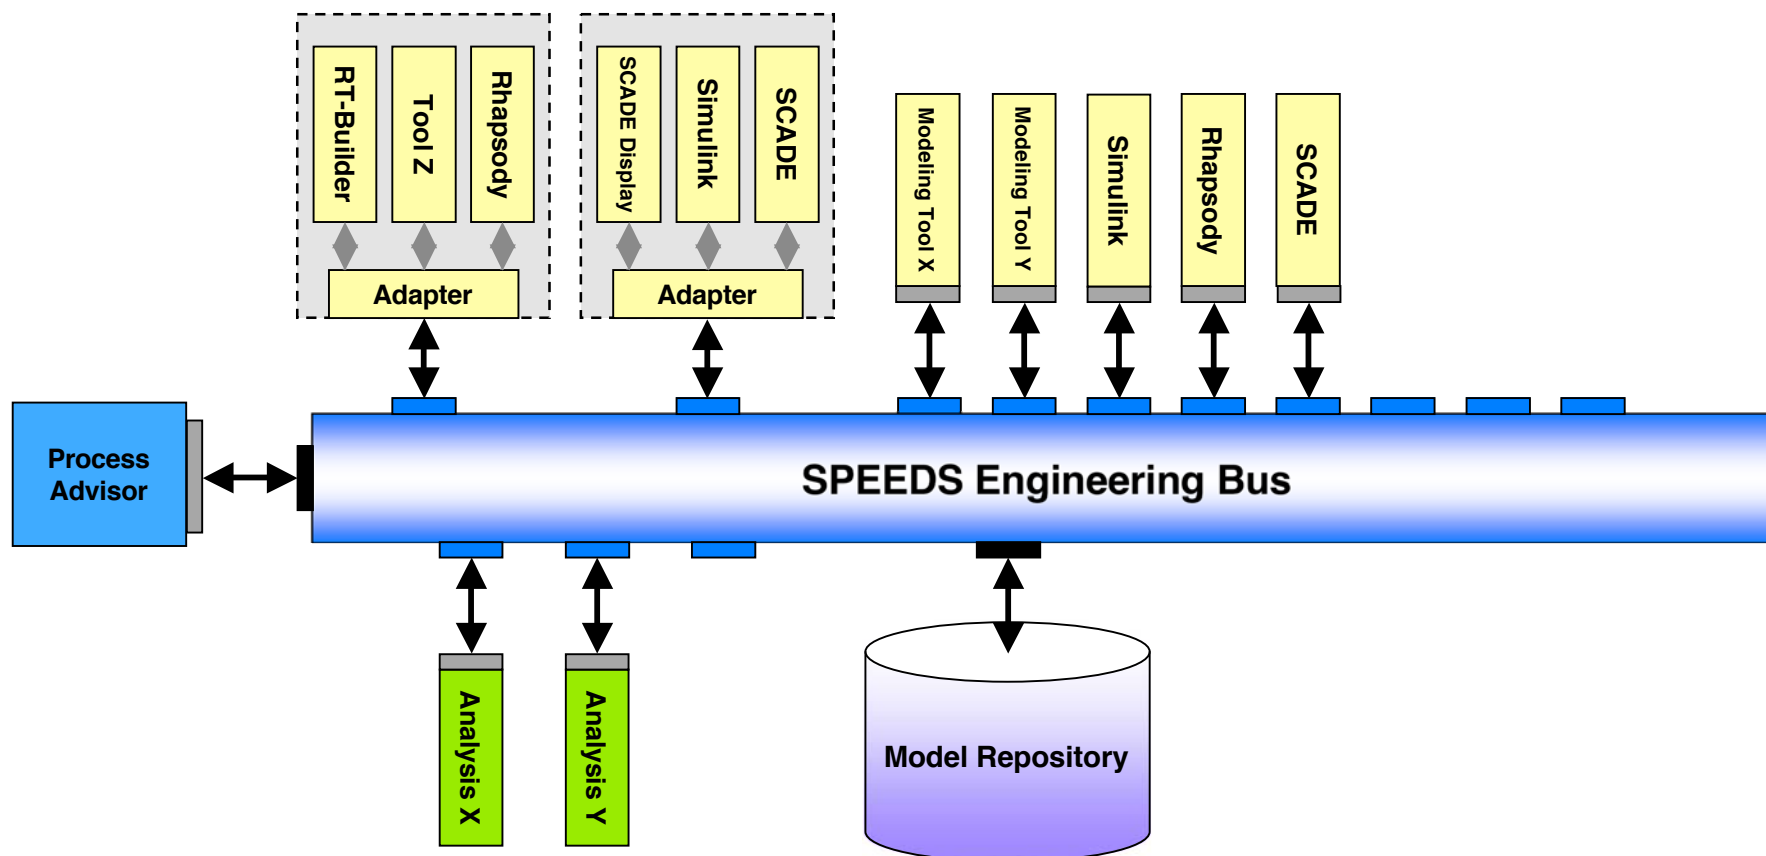 RT-Builder
Tool Z
Rhapsody
SCADE Display
Simulink
SCADE
Modeling Tool X
Modeling Tool Y
Simulink
Rhapsody
SCADE
Adapter
Adapter
Process
Advisor
SPEEDS Engineering Bus
Analysis X
Analysis Y
Model Repository